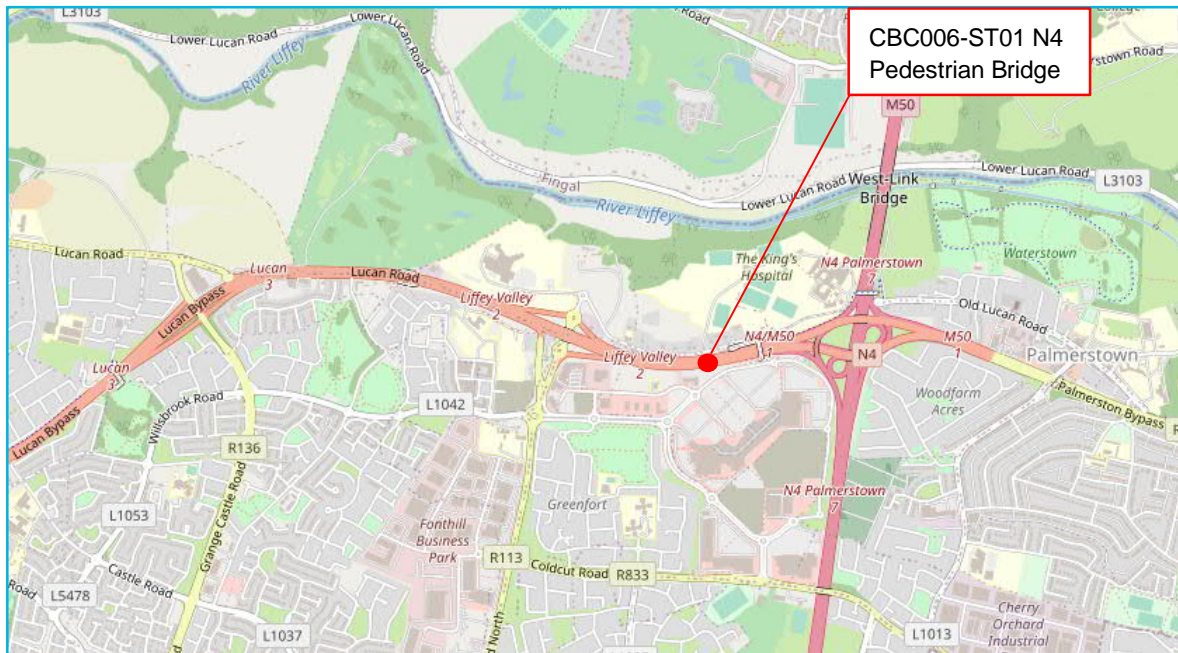 L3103
Lower Lucan Road
River Liffey
Lower Lucan Road
CBC006-ST01 N4
Pedestrian Bridge
M50
Fingal
River Liffey
Lower Lucan Road
West-Link
Bridge
Lower Lucan Road
L3103
Lucan Road
Lucan
3
Lucan Road
Lucan Bypass
Liffey Valley
2
The King's
Hospital
N4 Palmerstown
7
Waterstown
Old Lucan Road
Liffey Valley
2
N4/M50
1
N4
M50
1
Palmerstown
Lucan
3
Lucan Bypass
Willsbrook Road
L1042
Woodfarm
Acres
Palmerston Bypass
R136
L1053
Grange Castle Road
Fonthill
Business
Park
Greenfort
N4 Palmerstown
7
R113
Coldcut Road
R833
Castle Road
Road
L5478
L1037
North
L1013
Cherry
Orchard
Industrial